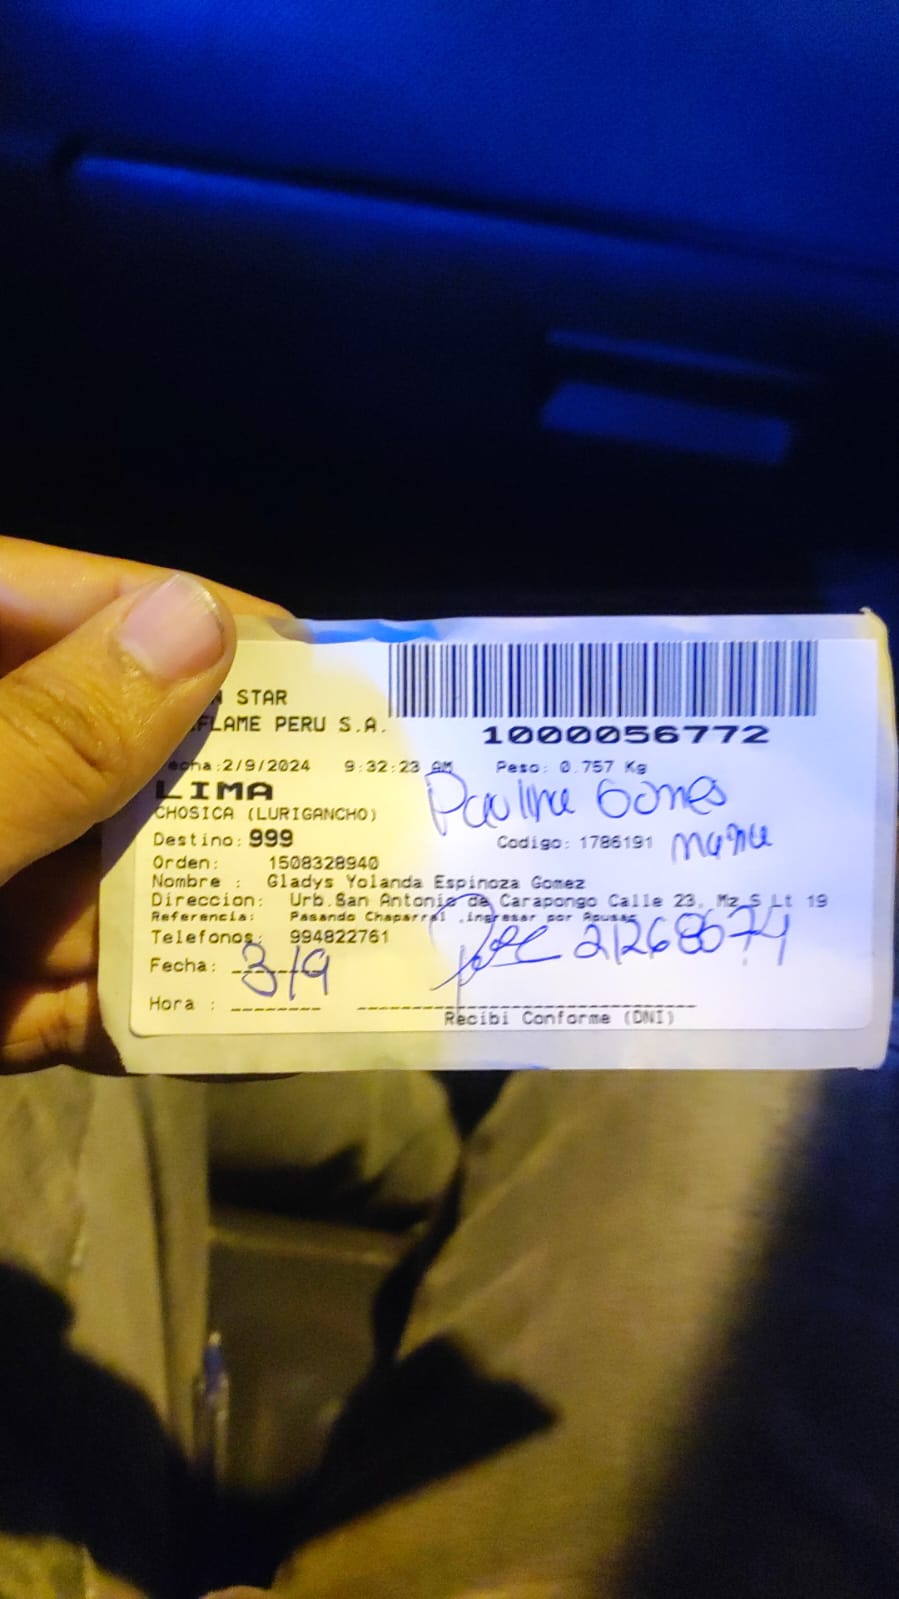 STAR
FLAME PERU S.A.
1000056772
Fecha:2/9/2024 9:32:23 AM Peso: 0.757 Kg
LIMA
CHOSICA (LURIGANCHO)
Paulina Gomes
Destino: 999 Codigo: 1786191 mama
Orden: 1508328940
Nombre : Gladys Yolanda Espinoza Gomez
Direccion: Urb.San Antonio de Carapongo Calle 23, Mz S Lt 19
Referencia: Pasando Chaparral ,ingresar por
Telefonos: 994822761
Fecha: 3/9
Hora :
Recibi Conforme (DNI)